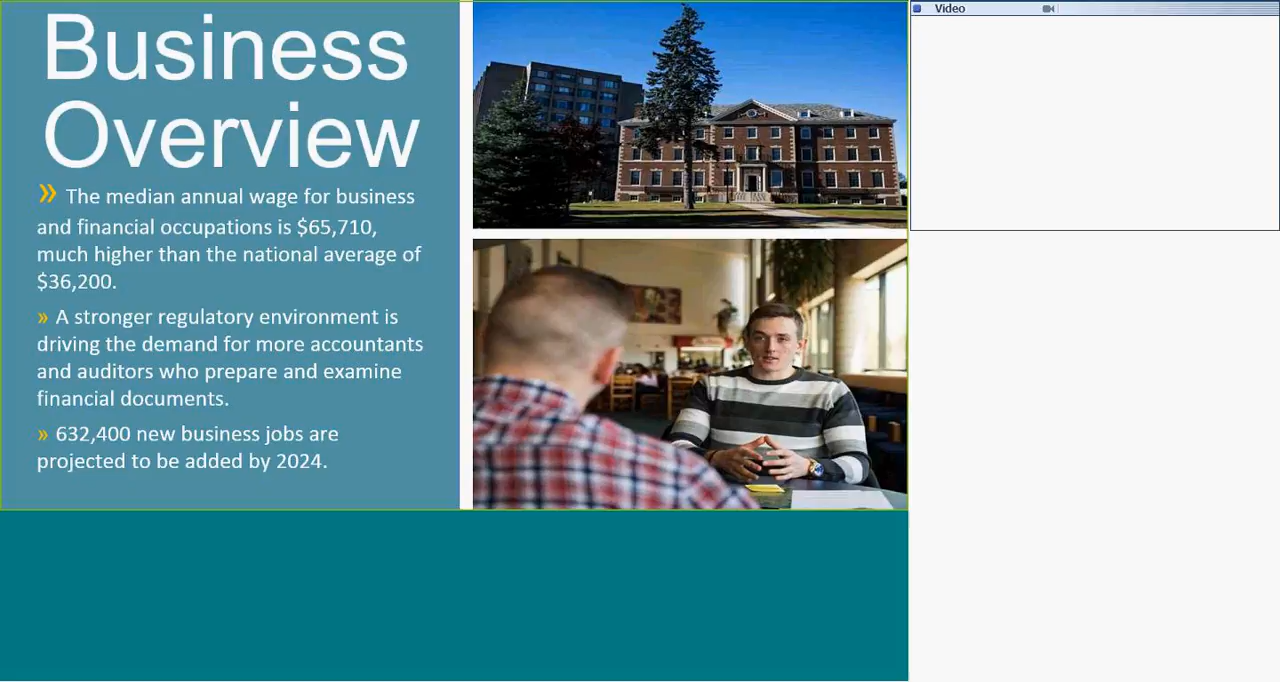 Business
Overview
» The median annual wage for business
and financial occupations is $65,710,
much higher than the national average of
$36,200.
» A stronger regulatory environment is
driving the demand for more accountants
and auditors who prepare and examine
financial documents.
» 632,400 new business jobs are
projected to be added by 2024.
Video